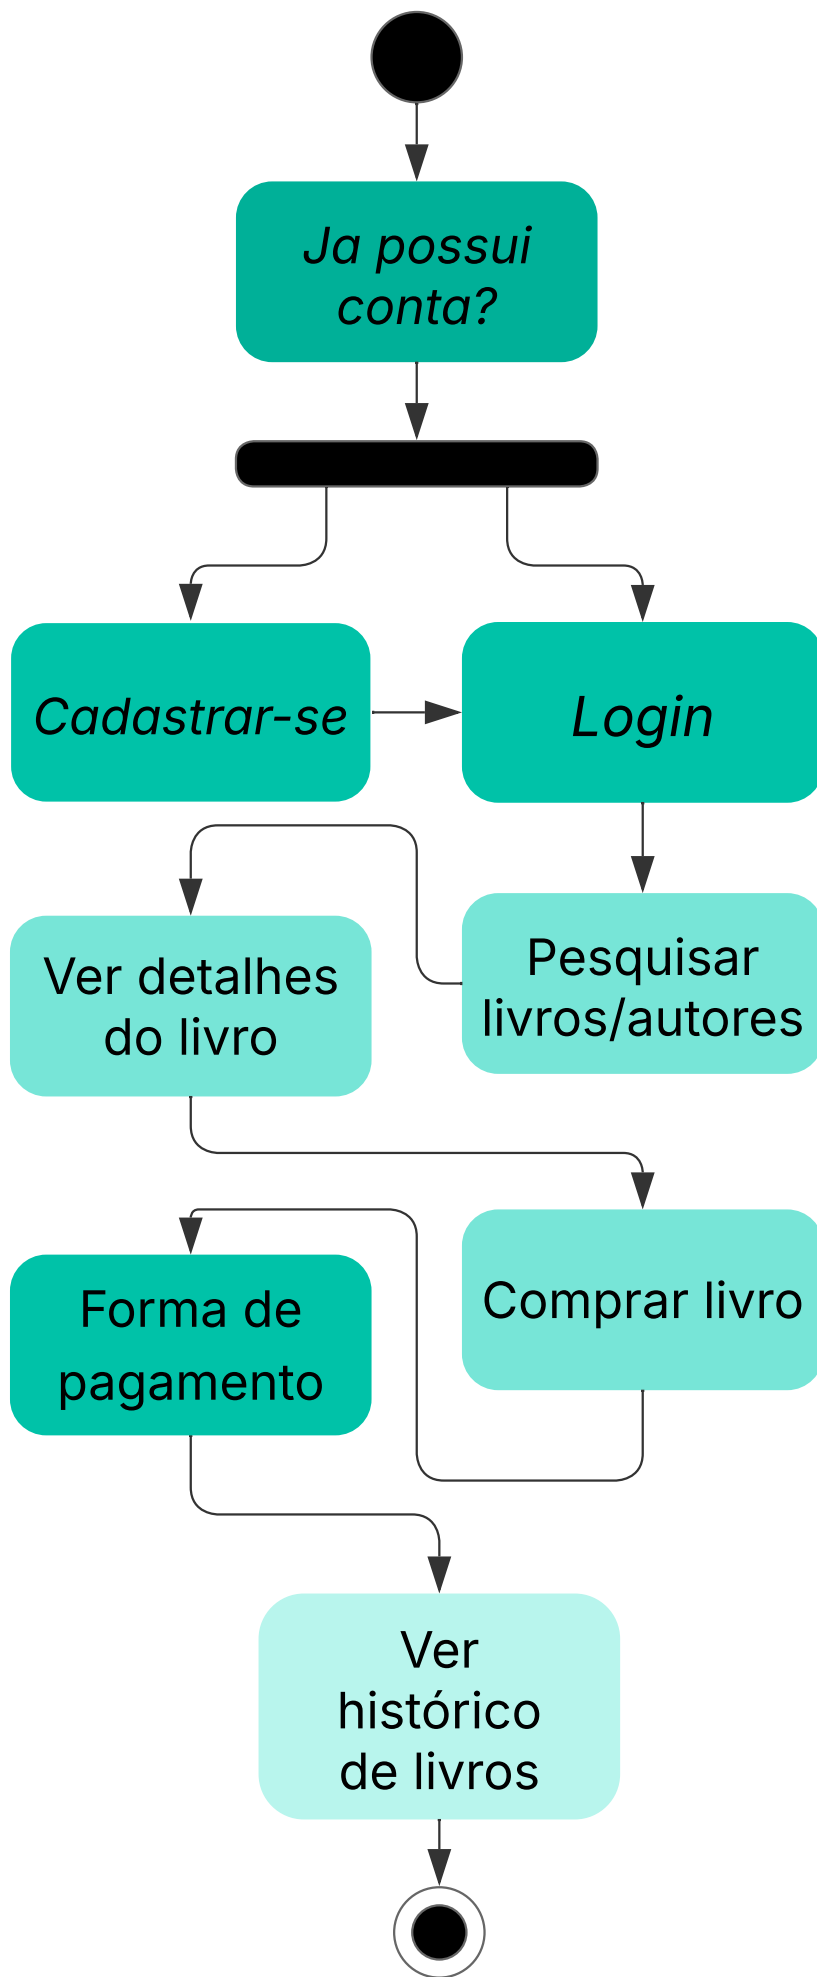 Ja possui
conta?
Cadastrar-se
Login
Pesquisar
livros/autores
Ver detalhes
do livro
Comprar livro
Forma de
pagamento
Ver
histórico
de livros